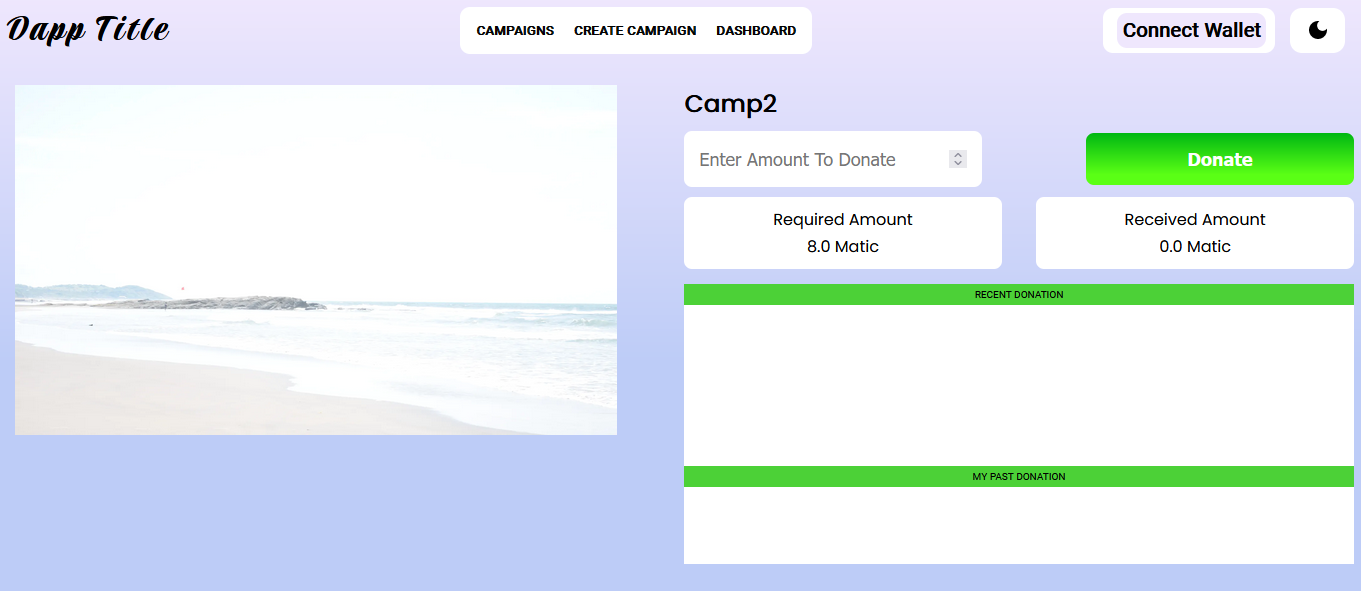 Dapp Title
CAMPAIGNS CREATE CAMPAIGN DASHBOARD
Connect Wallet
Camp2
Enter Amount To Donate
Donate
Required Amount
8.0 Matic
Received Amount
0.0 Matic
RECENT DONATION
MY PAST DONATION